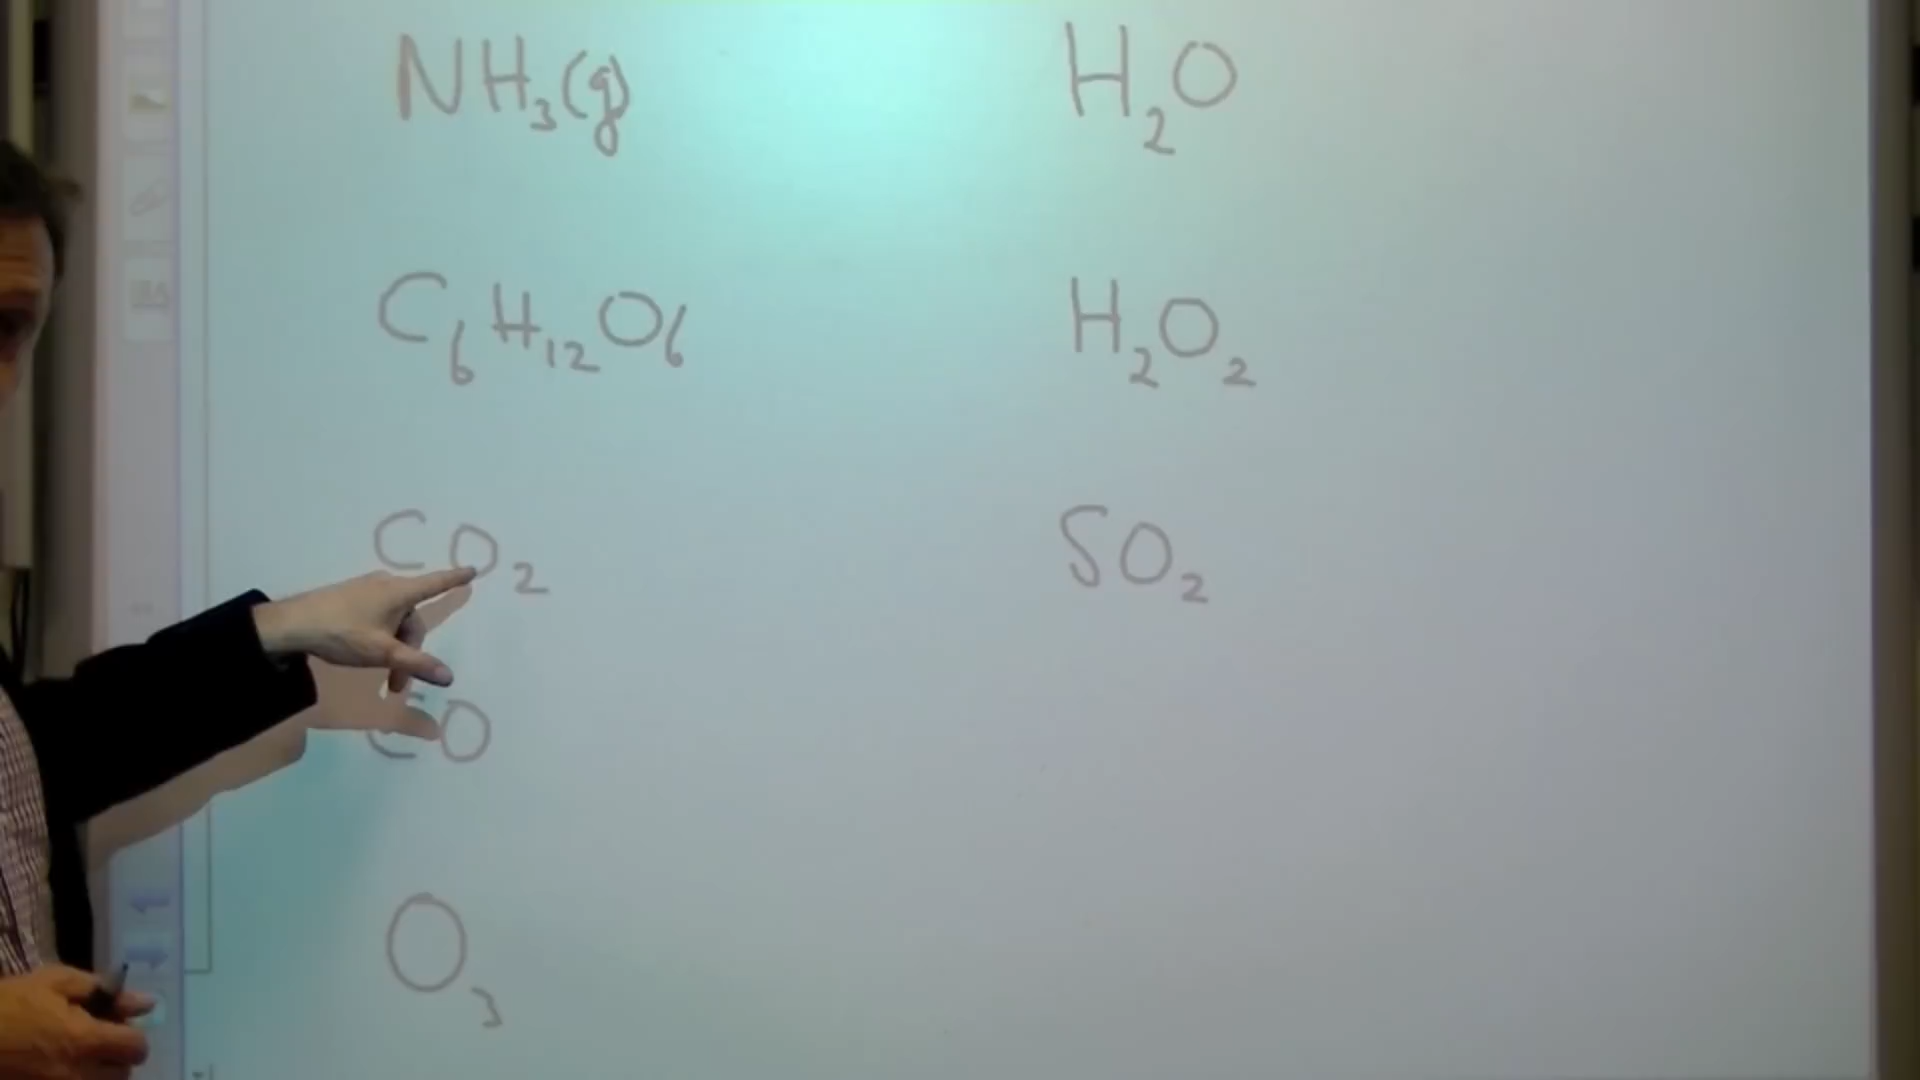 NH₃(g) H₂O
C₆H₁₂O₆ H₂O₂
CO₂ SO₂
CO
O₃